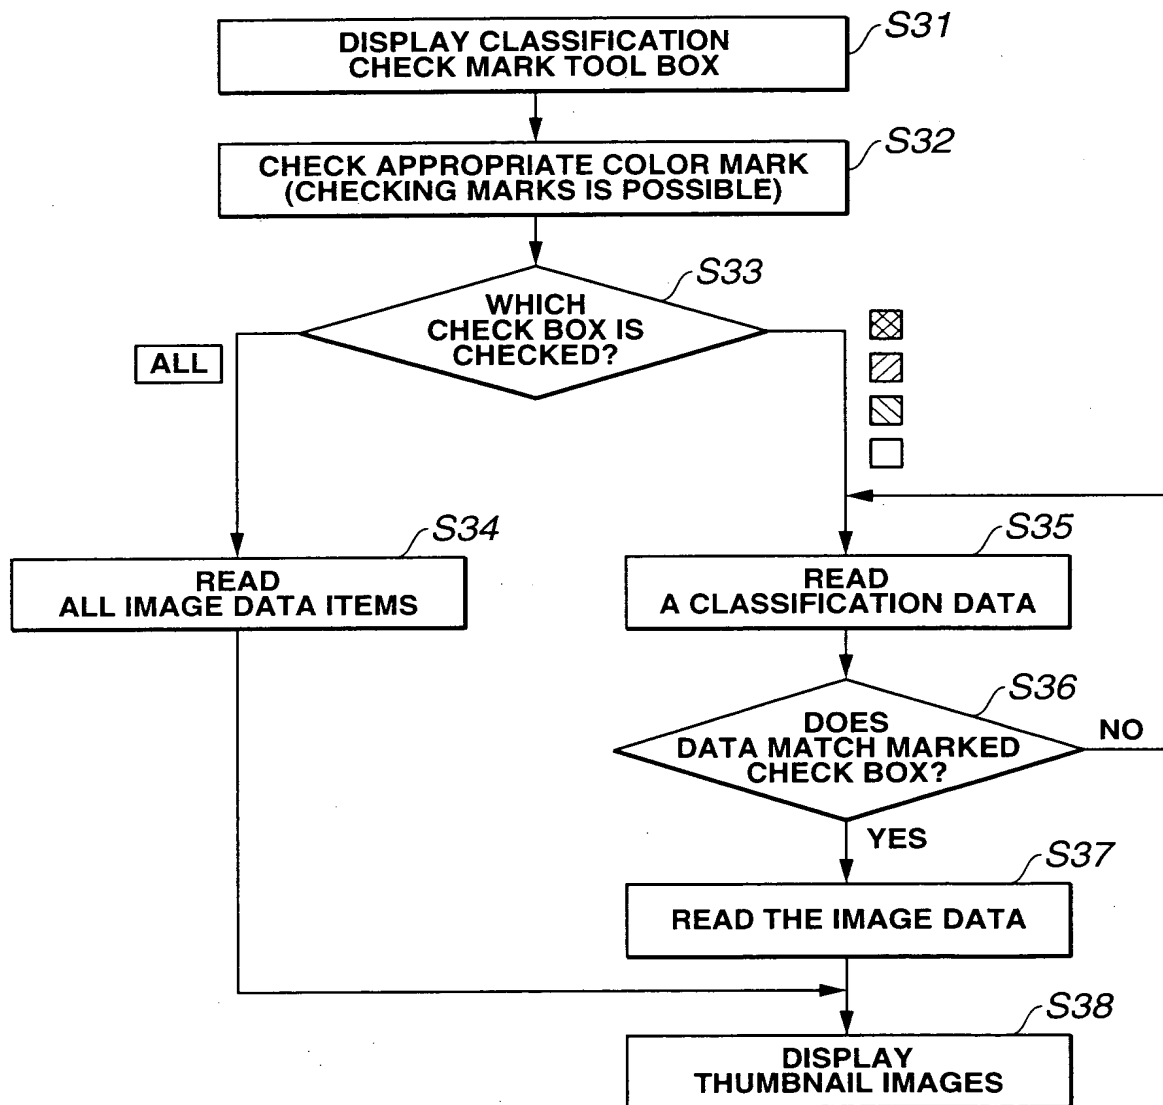 S31
DISPLAY CLASSIFICATION
CHECK MARK TOOL BOX
S32
CHECK APPROPRIATE COLOR MARK
(CHECKING MARKS IS POSSIBLE)
S33
WHICH
CHECK BOX IS
CHECKED?
ALL
S34
READ
ALL IMAGE DATA ITEMS
S35
READ
A CLASSIFICATION DATA
S36
DOES
DATA MATCH MARKED
CHECK BOX?
NO
YES
S37
READ THE IMAGE DATA
S38
DISPLAY
THUMBNAIL IMAGES